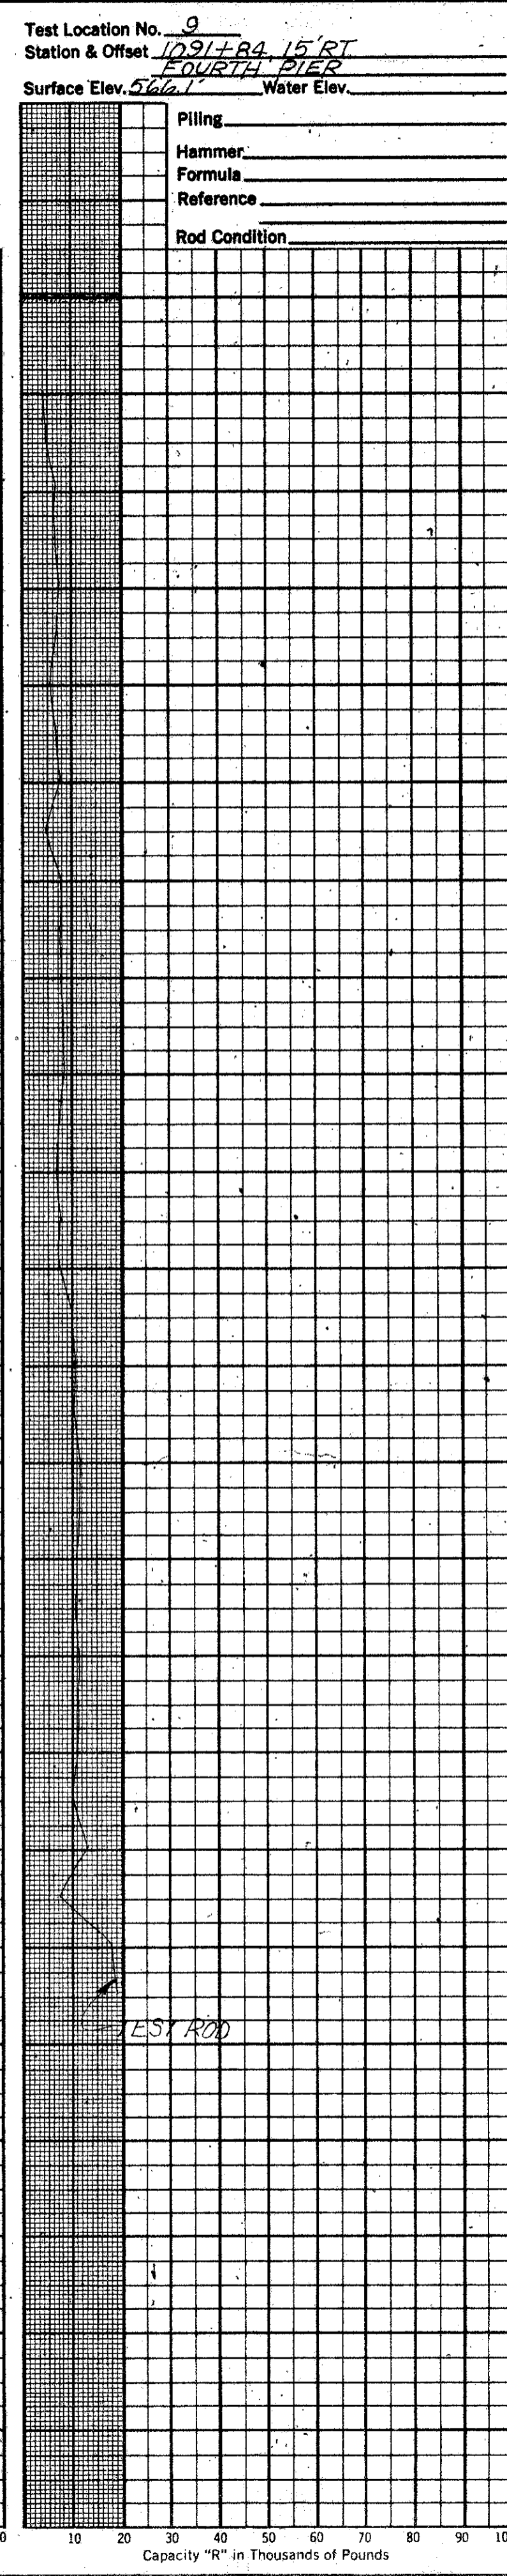 Test Location No. 9
Station & Offset 1091+84, 15' RT
FOURTH PIER
Surface Elev. 566.1' Water Elev.
Piling
Hammer
Formula
Reference
Rod Condition
TEST ROD
0 10 20 30 40 50 60 70 80 90 100
Capacity "R" in Thousands of Pounds